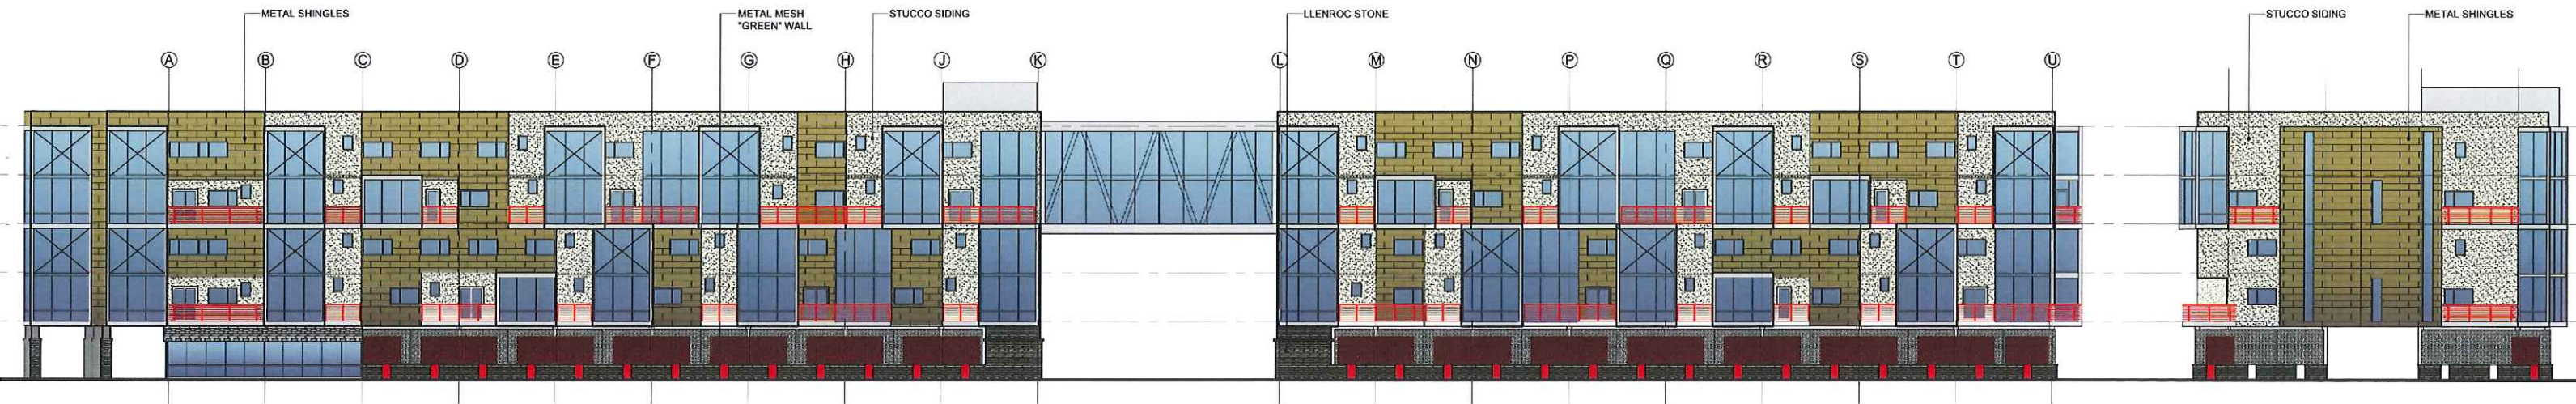 METAL SHINGLES
METAL MESH
"GREEN" WALL
STUCCO SIDING
LLENROC STONE
STUCCO SIDING
METAL SHINGLES
A B C D E F G H J K L M N P Q R S T U